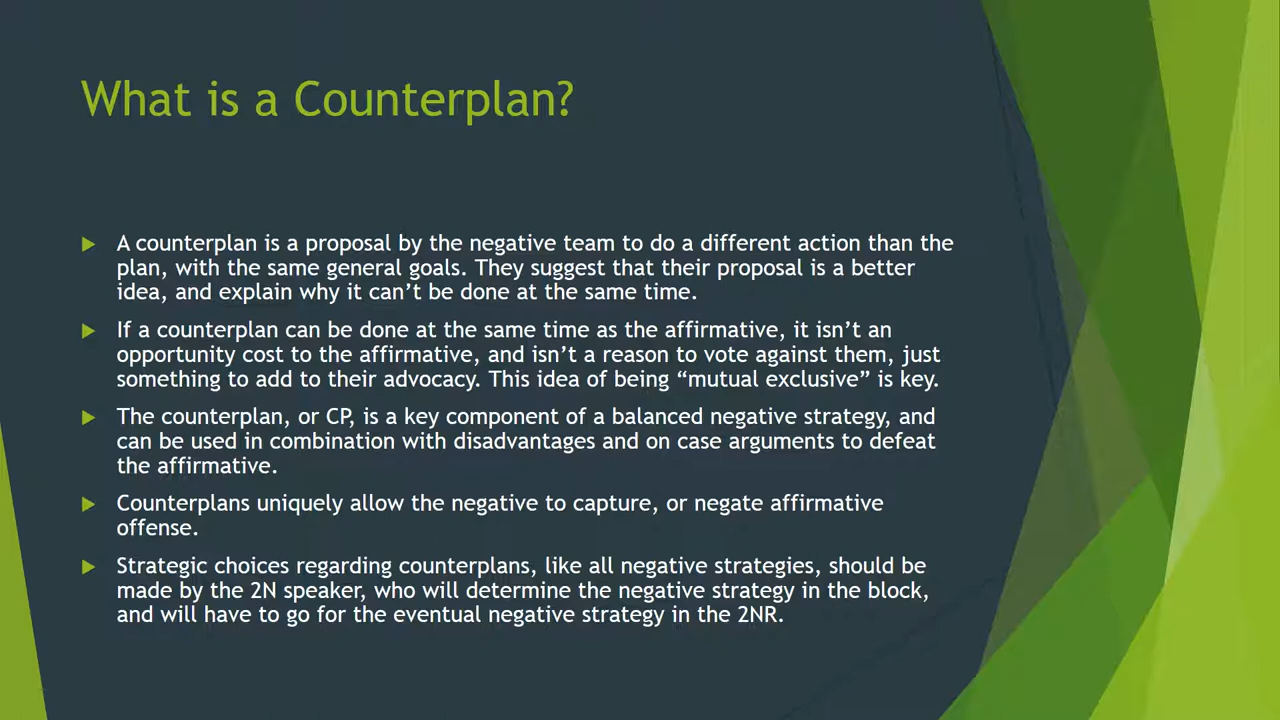 What is a Counterplan?
A counterplan is a proposal by the negative team to do a different action than the
plan, with the same general goals. They suggest that their proposal is a better
idea, and explain why it can’t be done at the same time.
If a counterplan can be done at the same time as the affirmative, it isn’t an
opportunity cost to the affirmative, and isn’t a reason to vote against them, just
something to add to their advocacy. This idea of being “mutual exclusive” is key.
The counterplan, or CP, is a key component of a balanced negative strategy, and
can be used in combination with disadvantages and on case arguments to defeat
the affirmative.
Counterplans uniquely allow the negative to capture, or negate affirmative
offense.
Strategic choices regarding counterplans, like all negative strategies, should be
made by the 2N speaker, who will determine the negative strategy in the block,
and will have to go for the eventual negative strategy in the 2NR.